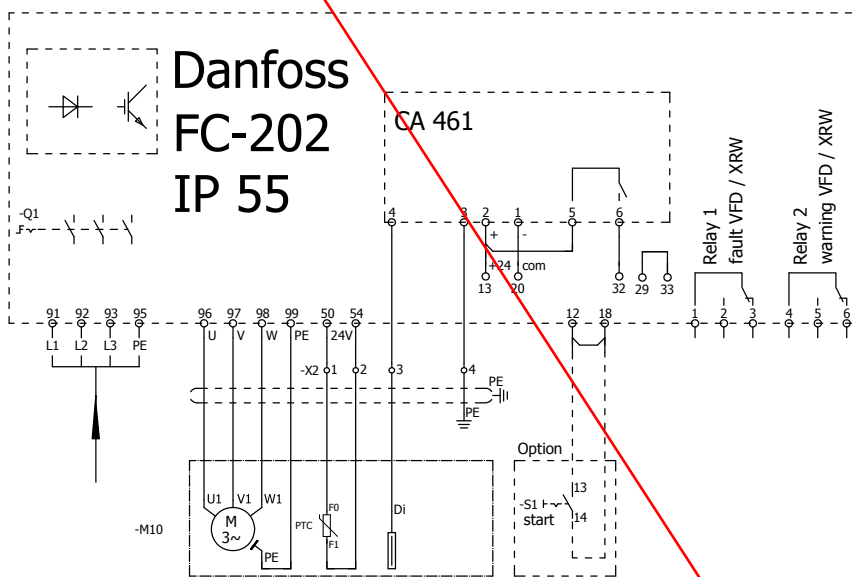 Danfoss
FC-202
IP 55
CA 461
-Q1
4 3 2 1 5 6
+ -
+24 com
13 20 32 29 33
Relay 1
fault VFD / XRW
Relay 2
warning VFD / XRW
91 92 93 95 96 97 98 99 50 54 12 18 1 2 3 4 5 6
L1 L2 L3 PE U V W PE 24V
-X2 1 2 3 4
PE
PE
Option
U1 V1 W1 F0 Di 13
-M10 M PTC -S1
3~ F1 start 14
PE